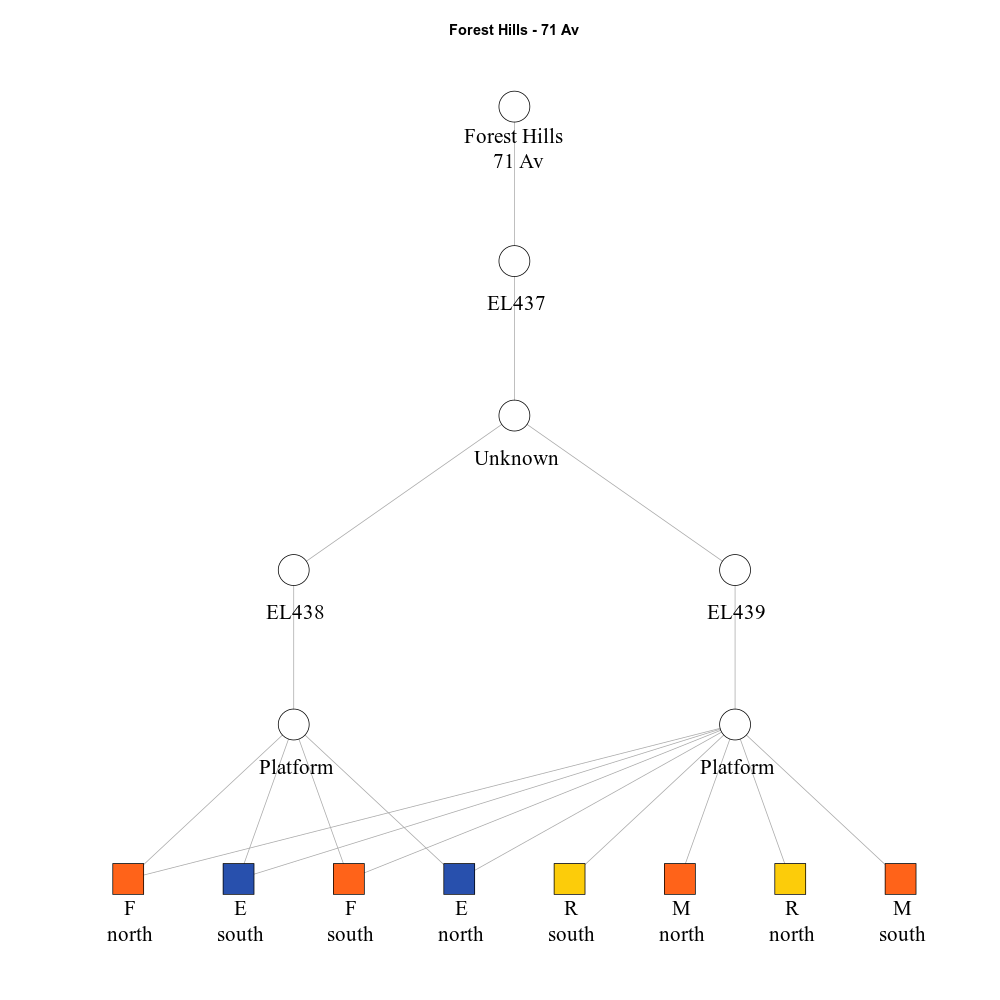 Forest Hills - 71 Av
Forest Hills
71 Av
EL437
Unknown
EL438
EL439
Platform
Platform
F
north
E
south
F
south
E
north
R
south
M
north
R
north
M
south